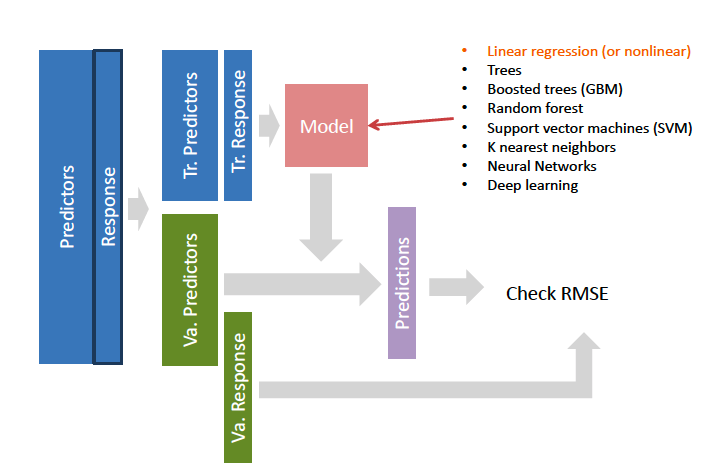 Predictors
Response
Tr. Predictors
Tr. Response
Model
• Linear regression (or nonlinear)
• Trees
• Boosted trees (GBM)
• Random forest
• Support vector machines (SVM)
• K nearest neighbors
• Neural Networks
• Deep learning
Va. Predictors
Va. Response
Predictions
Check RMSE